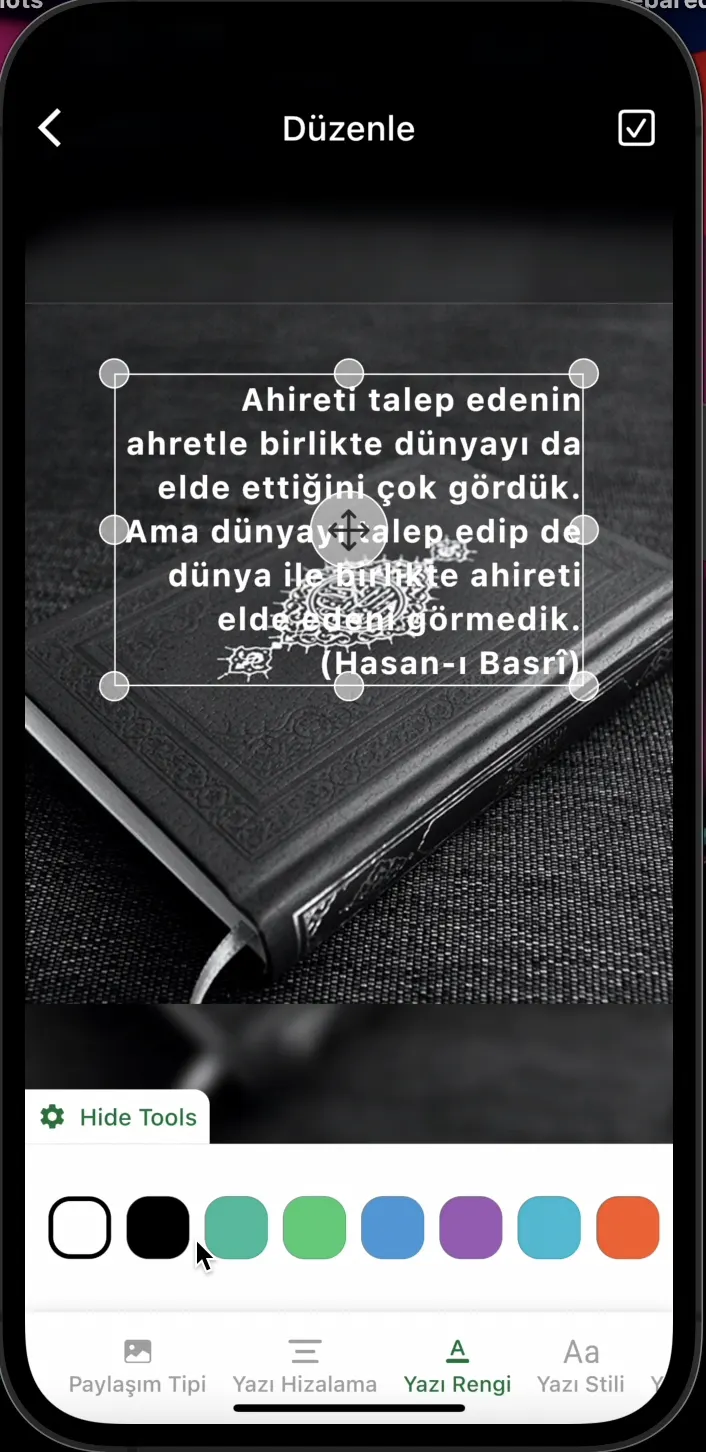 Düzenle
Ahireti talep edenin
ahretle birlikte dünyayı da
elde ettiğini çok gördük.
Ama dünyayı talep edip de
dünya ile birlikte ahireti
elde edeni görmedik.
(Hasan-ı Basrî)
Hide Tools
Paylaşım Tipi
Yazı Hizalama
A
Yazı Rengi
Aa
Yazı Stili